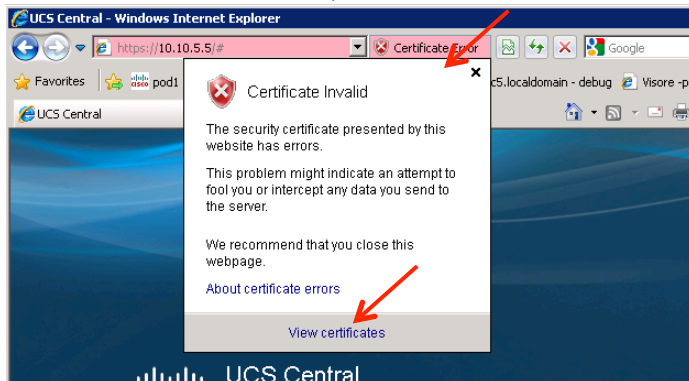 UCS Central - Windows Internet Explorer
https://10.10.5.5/#
Certificate Error
Google
Favorites
cisco
pod1
c5.localdomain - debug
Visore -p
UCS Central
Certificate Invalid
The security certificate presented by this
website has errors.
This problem might indicate an attempt to
fool you or intercept any data you send to
the server.
We recommend that you close this
webpage.
About certificate errors
View certificates
UCS Central